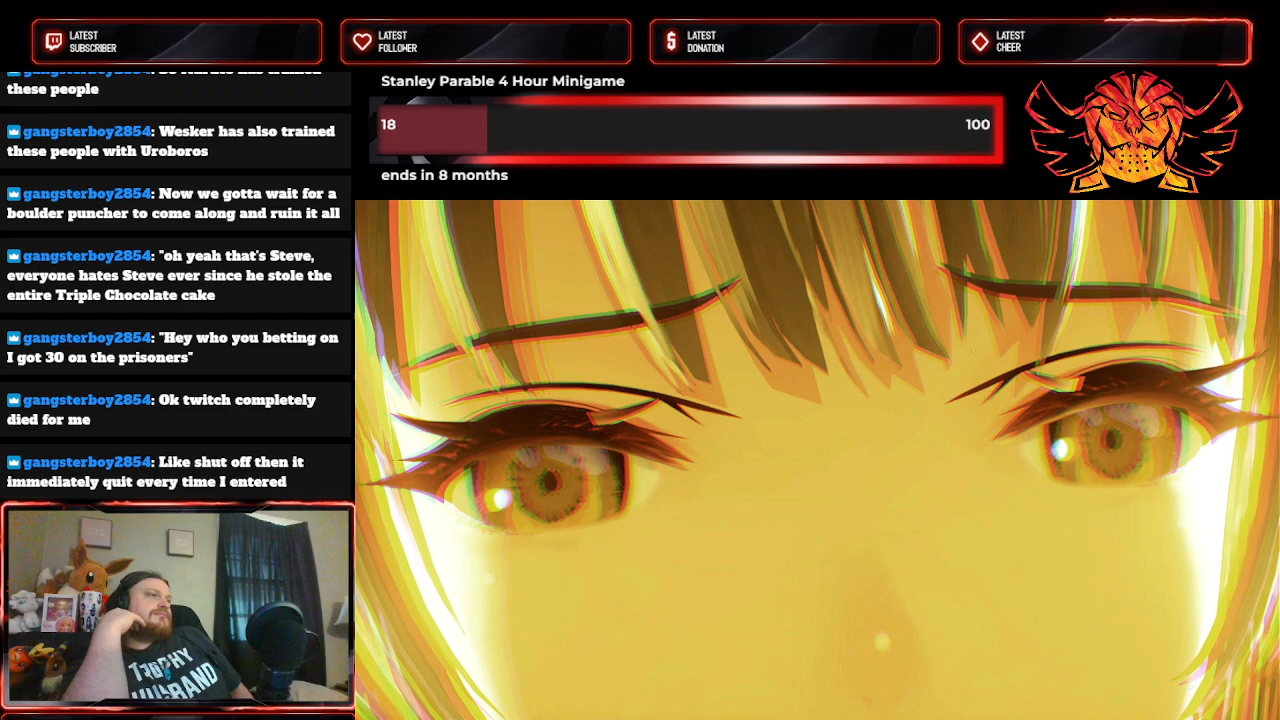 LATEST
SUBSCRIBER
LATEST
FOLLOWER
LATEST
DONATION
LATEST
CHEER
these people
gangsterboy2854: Wesker has also trained
these people with Uroboros
gangsterboy2854: Now we gotta wait for a
boulder puncher to come along and ruin it all
gangsterboy2854: "oh yeah that's Steve,
everyone hates Steve ever since he stole the
entire Triple Chocolate cake
gangsterboy2854: "Hey who you betting on
I got 30 on the prisoners"
gangsterboy2854: Ok twitch completely
died for me
gangsterboy2854: Like shut off then it
immediately quit every time I entered
Stanley Parable 4 Hour Minigame
18
100
ends in 8 months
TROPHY
HUSBAND